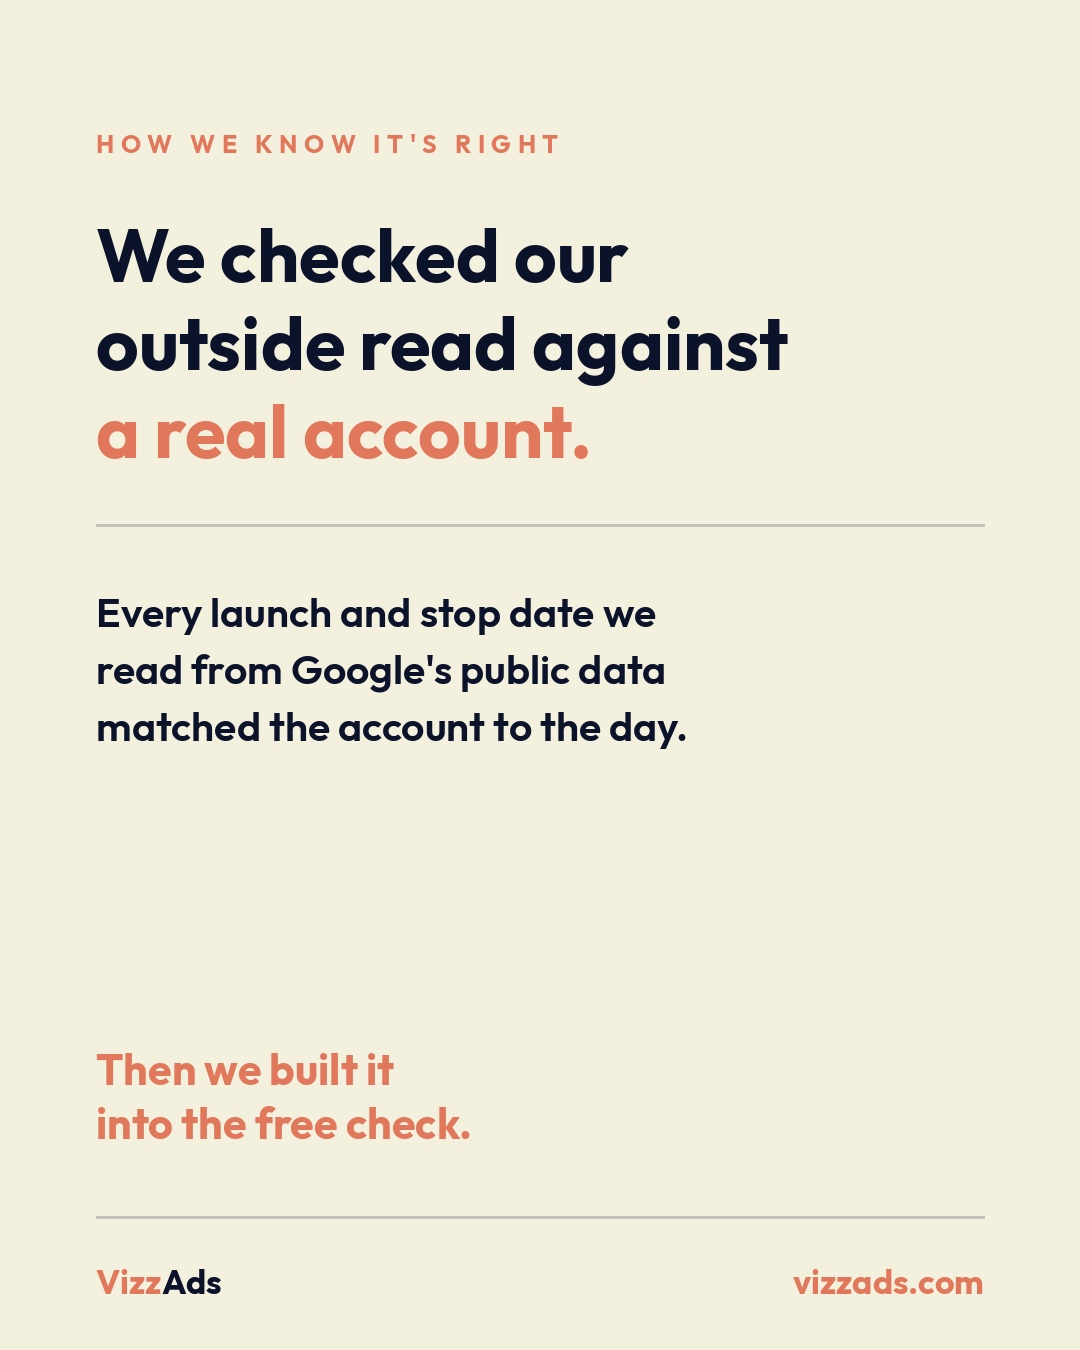 HOW WE KNOW IT'S RIGHT
We checked our
outside read against
a real account.
Every launch and stop date we
read from Google's public data
matched the account to the day.
Then we built it
into the free check.
VizzAds
vizzads.com